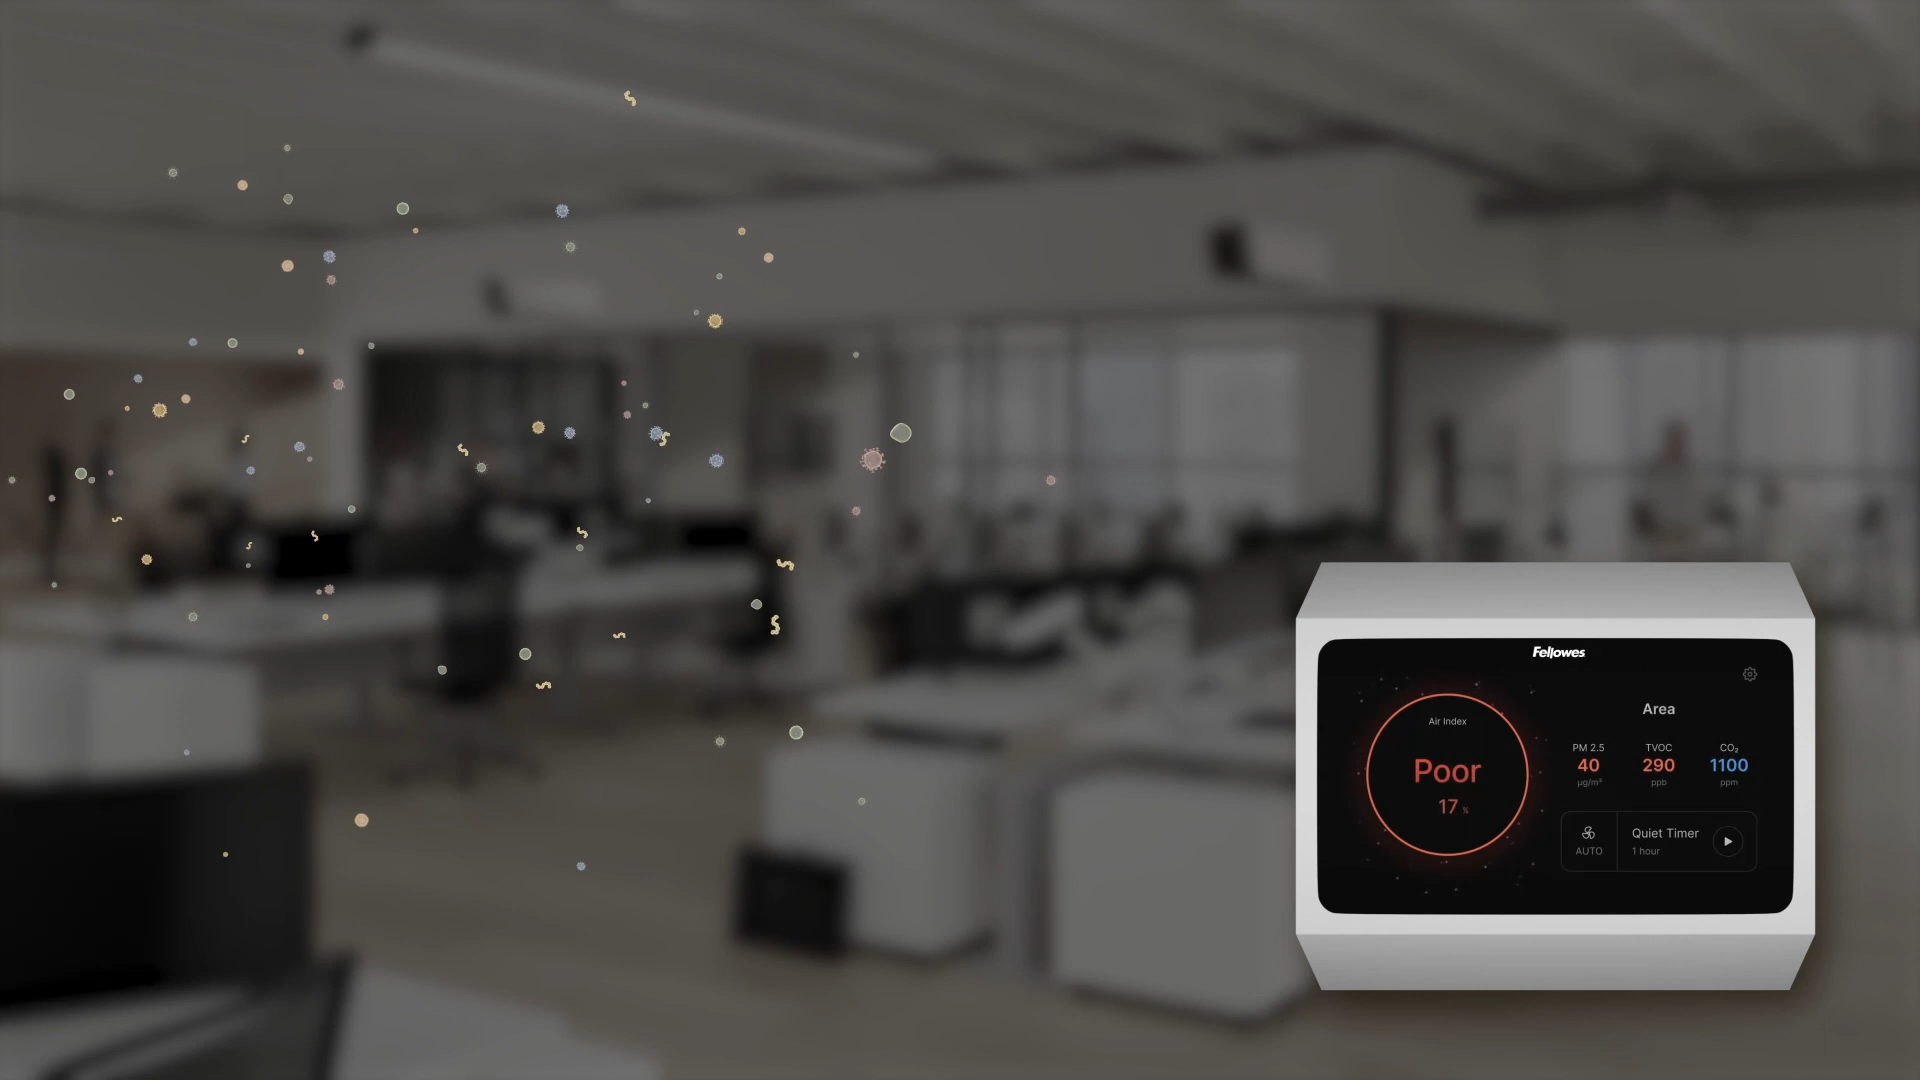 Fellowes
Air Index
Poor
17 %
Area
PM 2.5 TVOC CO₂
40 290 1100
µg/m³ ppb ppm
AUTO
Quiet Timer
1 hour